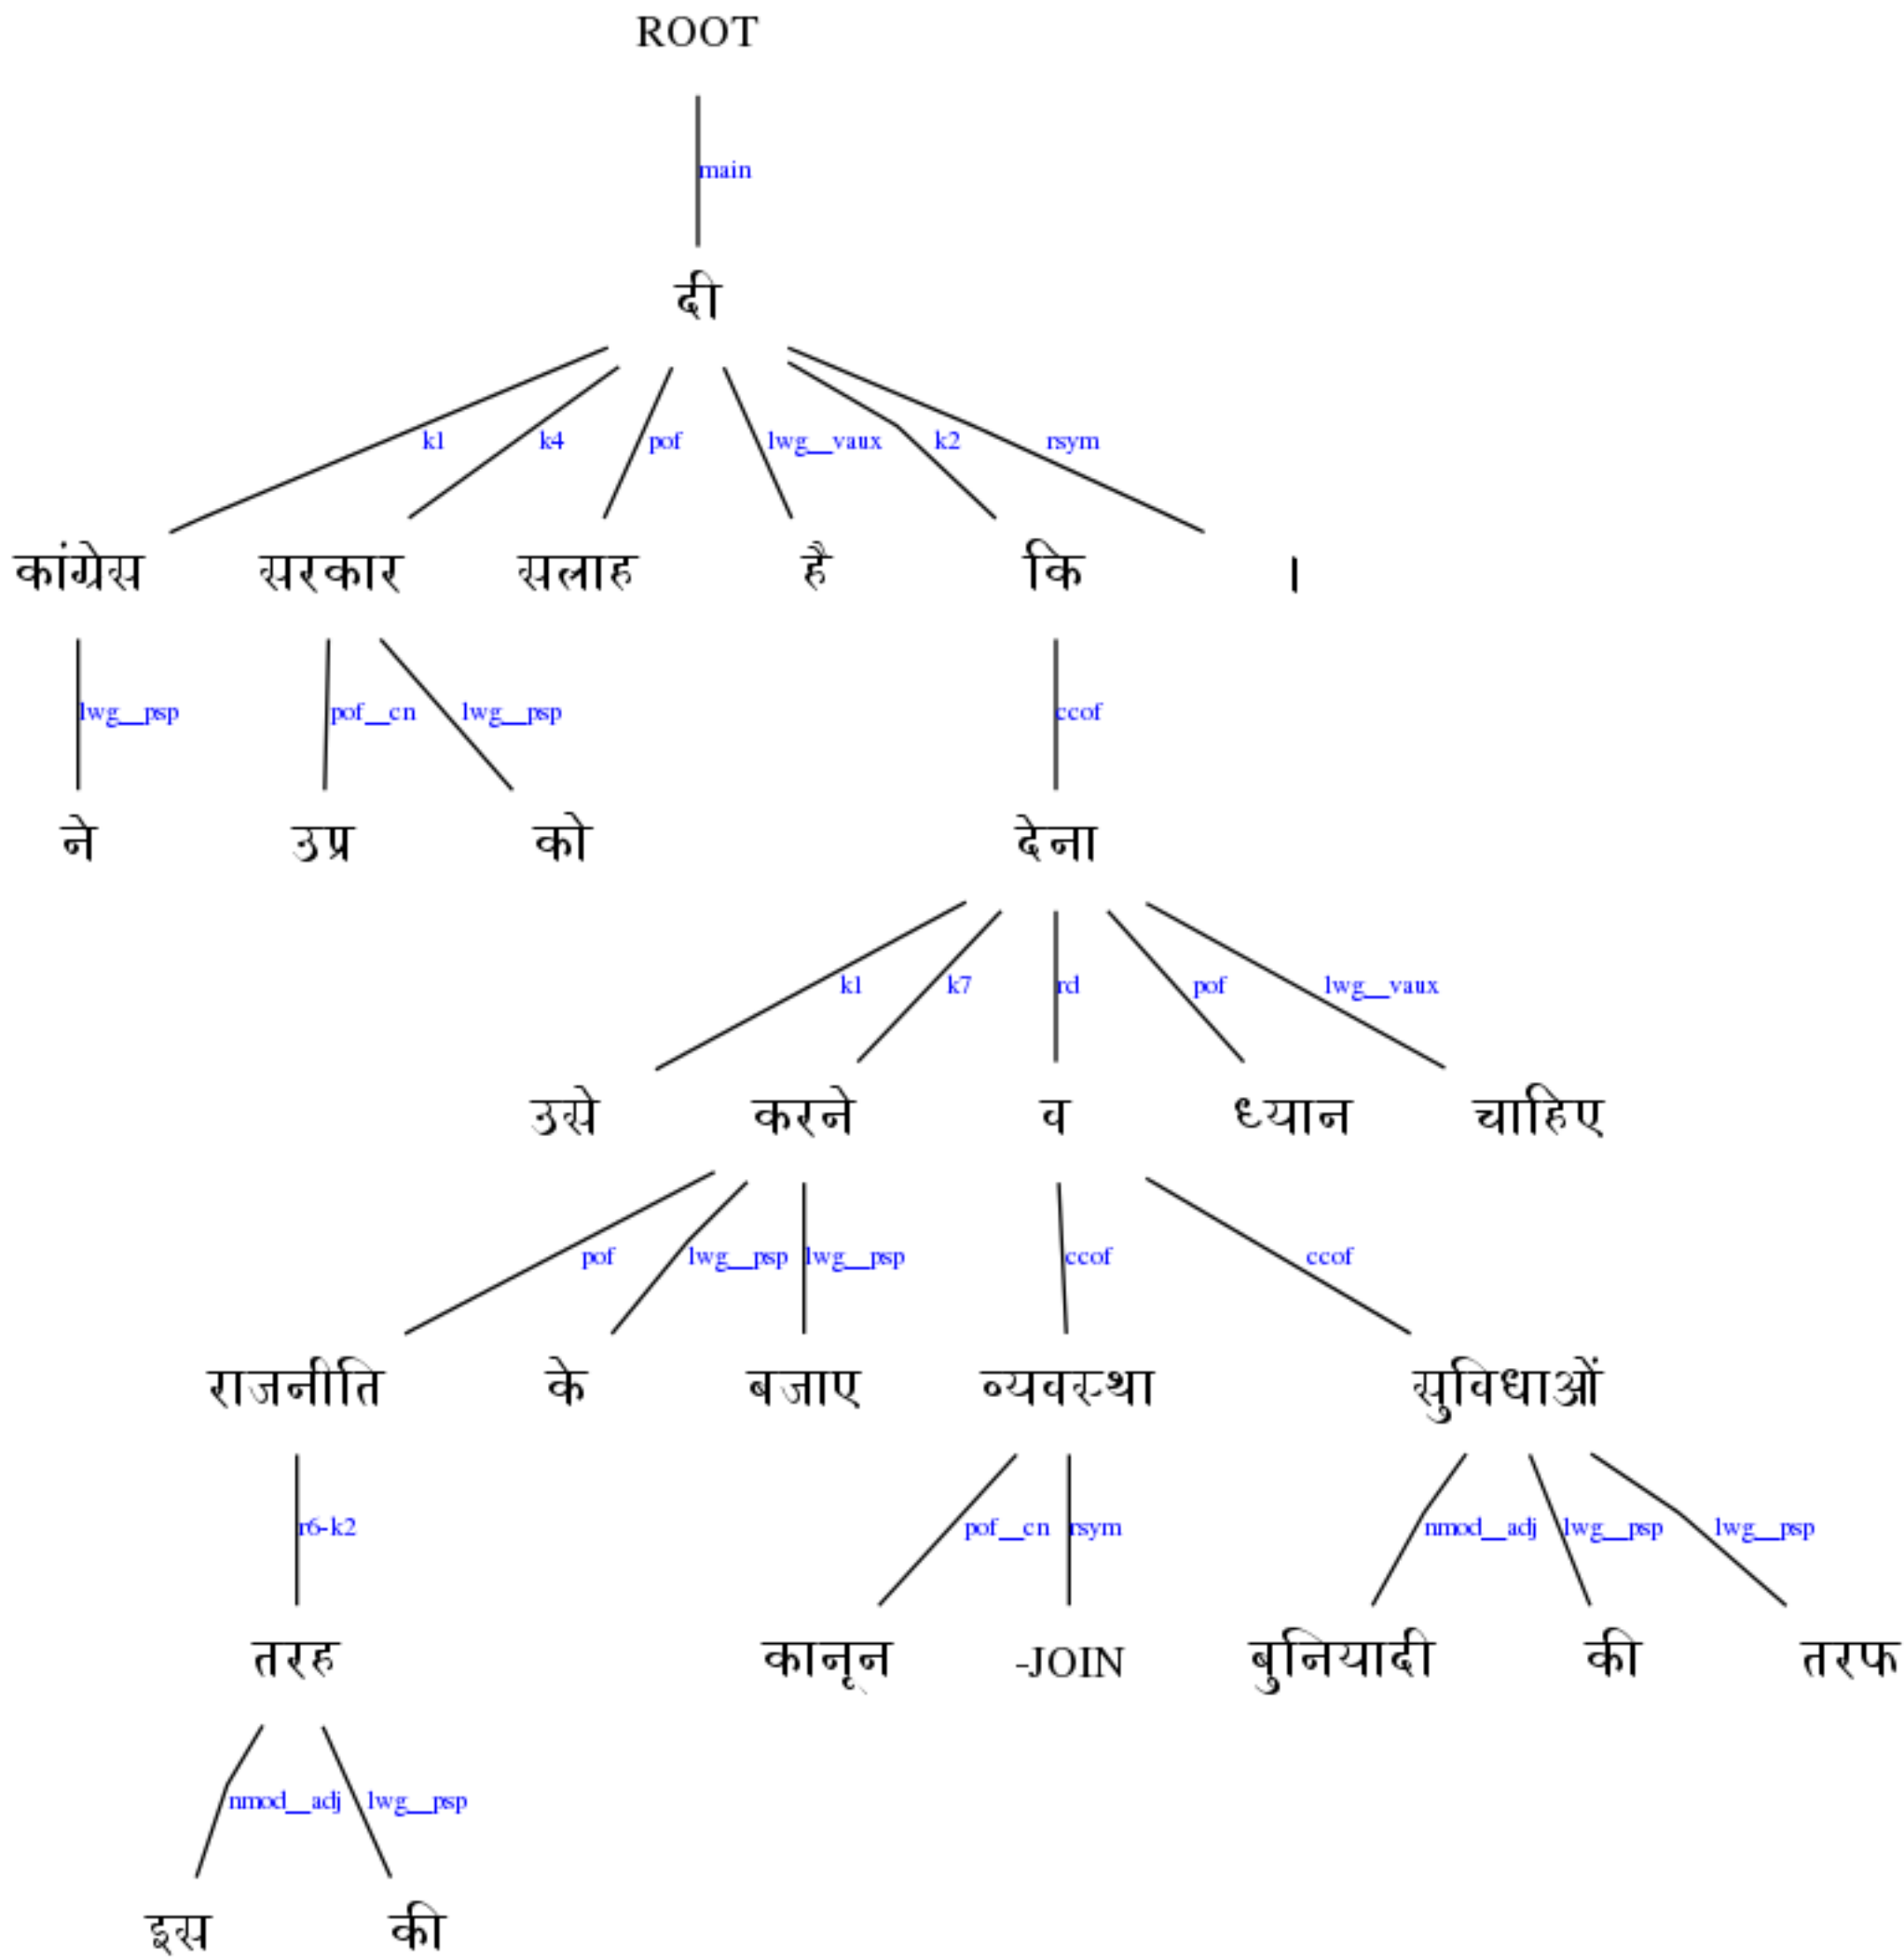 ROOT
main
दी
k1 k4 pof lwg__vaux k2 rsym
कांग्रेस सरकार सलाह है कि ।
lwg__psp pof__cn lwg__psp ccof
ने उप्र को देना
k1 k7 rd pof lwg__vaux
उसे करने व ध्यान चाहिए
pof lwg__psp lwg__psp ccof ccof
राजनीति के बजाए व्यवस्था सुविधाओं
r6-k2 pof__cn rsym nmod__adj lwg__psp lwg__psp
तरह कानून -JOIN बुनियादी की तरफ
nmod__adj lwg__psp
इस की